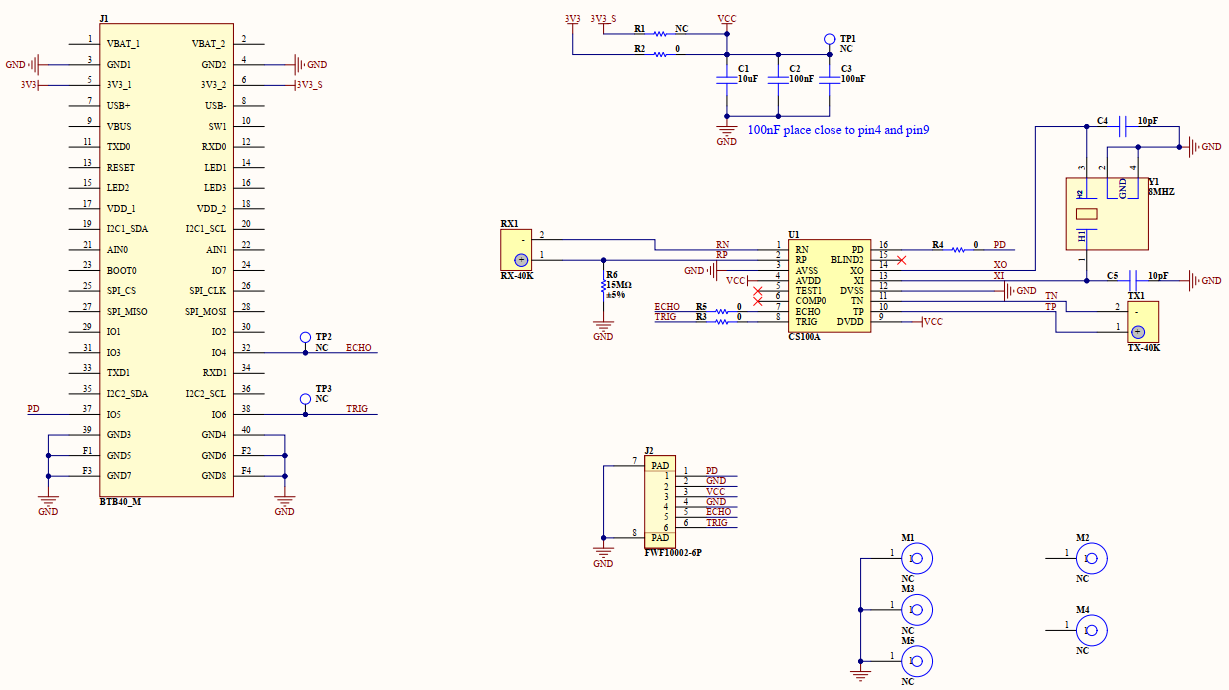 J1
1 VBAT_1 VBAT_2 2
GND 3 GND1 GND2 4 GND
3V3 5 3V3_1 3V3_2 6 3V3_S
7 USB+ USB- 8
9 VBUS SW1 10
11 TXD0 RXD0 12
13 RESET LED1 14
15 LED2 LED3 16
17 VDD_1 VDD_2 18
19 I2C1_SDA I2C1_SCL 20
21 AIN0 AIN1 22
23 BOOT0 IO7 24
25 SPI_CS SPI_CLK 26
27 SPI_MISO SPI_MOSI 28
29 IO1 IO2 30
31 IO3 IO4 32
33 TXD1 RXD1 34
35 I2C2_SDA I2C2_SCL 36
PD 37 IO5 IO6 38
39 GND3 GND4 40
F1 GND5 GND6 F2
F3 GND7 GND8 F4
GND BTB40_M GND
TP2
NC ECHO
TP3
NC
TRIG
3V3 3V3_S VCC
R1 NC
R2 0
TP1
NC
C1
10uF
C2
100nF
C3
100nF
GND
100nF place close to pin4 and pin9
RX1
- 2
+ 1
RX-40K
RN
RP
R6
15MΩ
±5%
GND
GND
VCC
ECHO R5 0
TRIG R3 0
U1
1 RN PD 16
2 RP BLIND2 15
3 AVSS XO 14
4 AVDD XI 13
5 TEST1 DVSS 12
6 COMP0 TN 11
7 ECHO TP 10
8 TRIG DVDD 9
CS100A
R4 0 PD
XO
XI
GND
TN
TP
VCC
C4 10pF
GND
3 2 4
H2 GND
Y1
8MHZ
H1
1
C5 10pF
GND
TX1
2 -
1 +
TX-40K
J2
7 PAD
1 1 PD
2 2 GND
3 3 VCC
4 4 GND
5 5 ECHO
6 6 TRIG
8 PAD
GND
FWF10002-6P
M1
1 1
NC
M3
1 1
NC
M5
1 1
NC
M2
1 1
NC
M4
1 1
NC